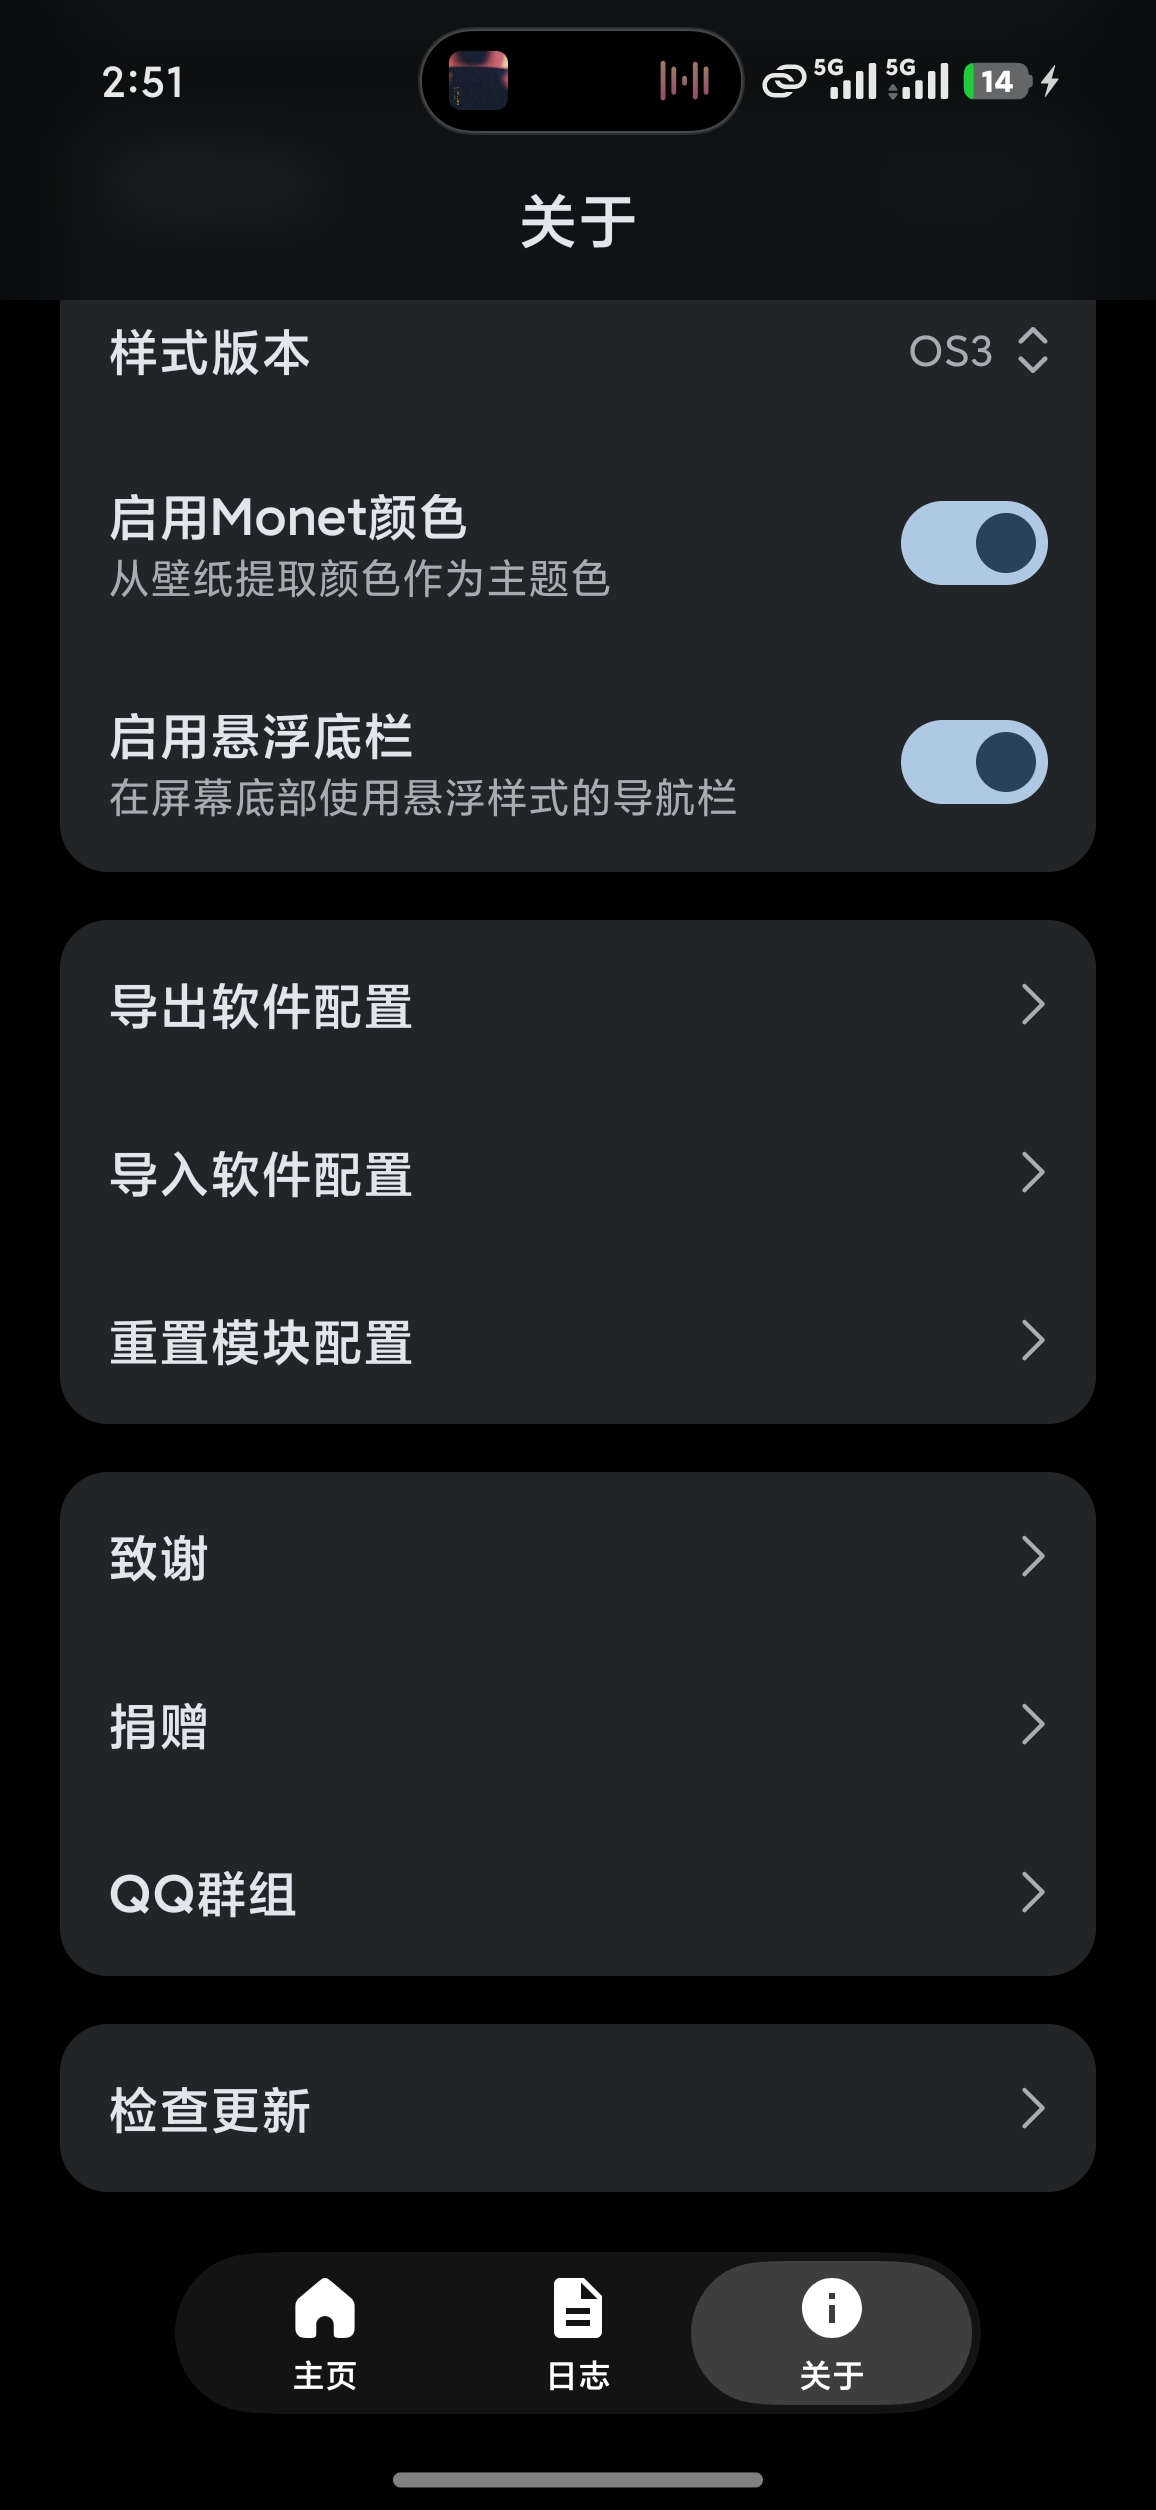 2:51
5G
5G
14
关于
样式版本
OS3
启用Monet颜色
从壁纸提取颜色作为主题色
启用悬浮底栏
在屏幕底部使用悬浮样式的导航栏
导出软件配置
导入软件配置
重置模块配置
致谢
捐赠
QQ群组
检查更新
主页
日志
关于